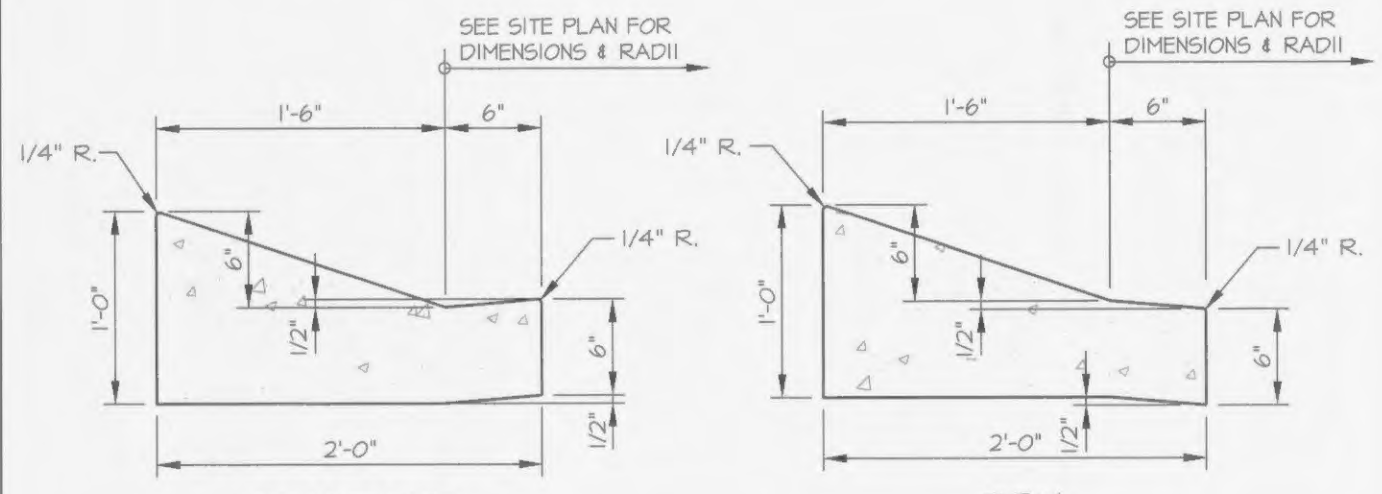 SEE SITE PLAN FOR
DIMENSIONS & RADII
1'-6"
6"
1/4" R.
1/4" R.
6"
1'-0"
1/2"
6"
1/2"
2'-0"
SEE SITE PLAN FOR
DIMENSIONS & RADII
1'-6"
6"
1/4" R.
1/4" R.
6"
1'-0"
1/2"
6"
1/2"
2'-0"